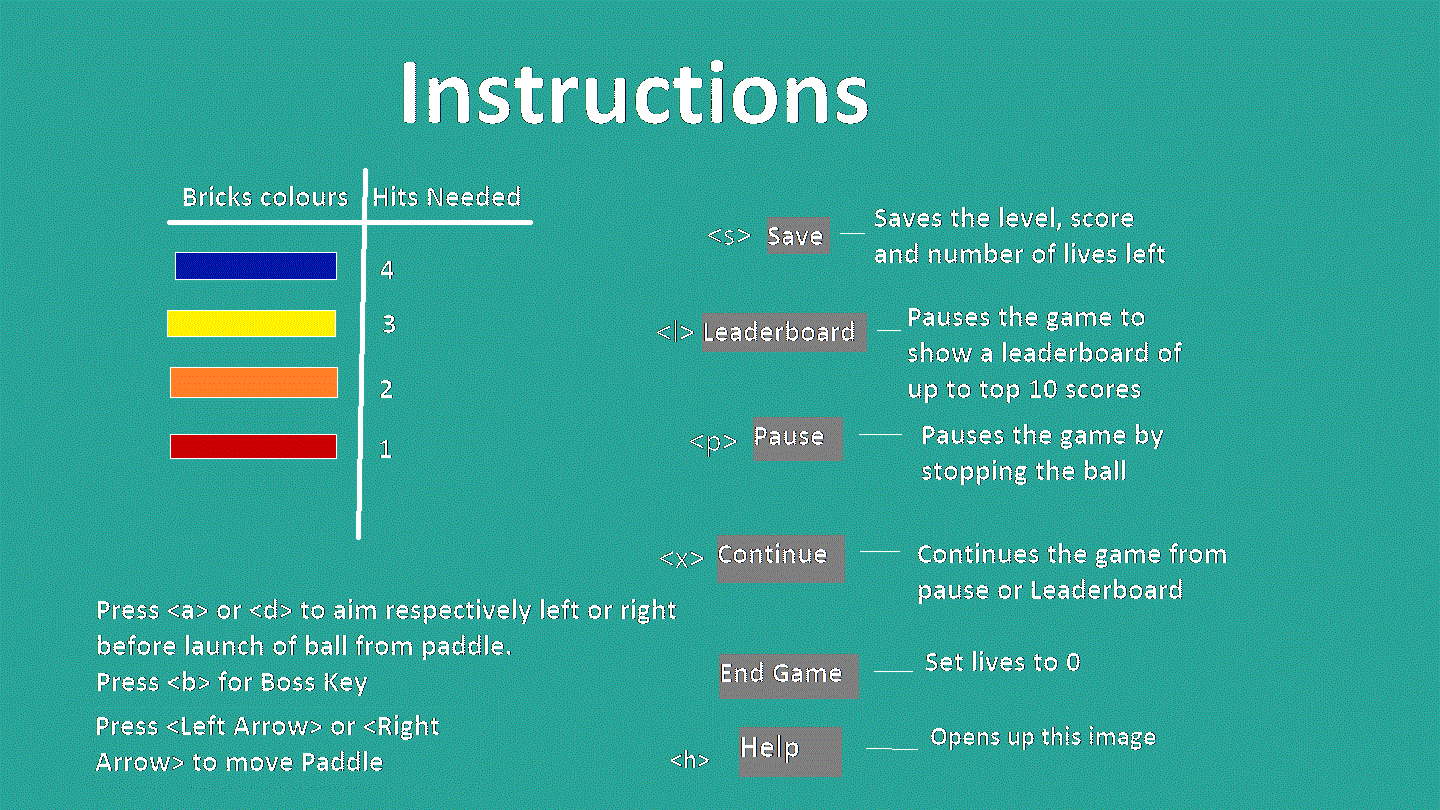 Instructions
Bricks colours Hits Needed
4
3
2
1
<s> Save Saves the level, score
and number of lives left
<l> Leaderboard Pauses the game to
show a leaderboard of
up to top 10 scores
<p> Pause Pauses the game by
stopping the ball
<x> Continue Continues the game from
pause or Leaderboard
End Game Set lives to 0
<h> Help Opens up this image
Press <a> or <d> to aim respectively left or right
before launch of ball from paddle.
Press <b> for Boss Key
Press <Left Arrow> or <Right
Arrow> to move Paddle